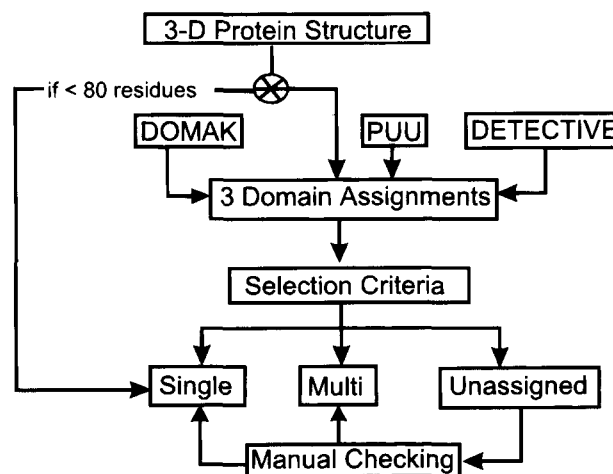 3-D Protein Structure
if < 80 residues
DOMAK
PUU
DETECTIVE
3 Domain Assignments
Selection Criteria
Single
Multi
Unassigned
Manual Checking